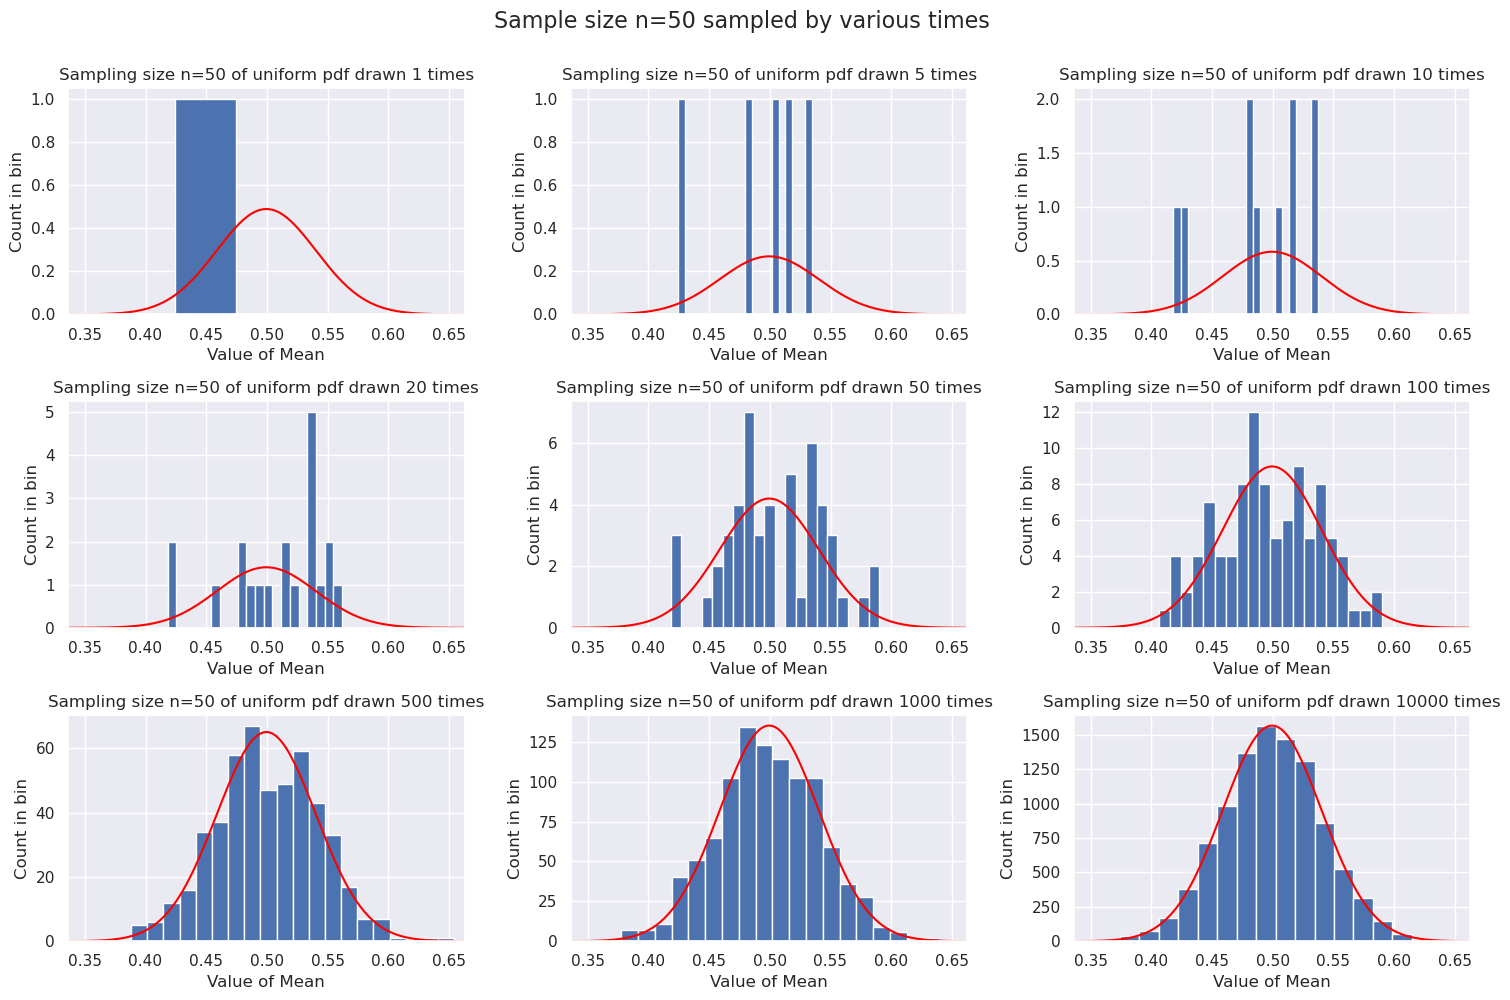 Sample size n=50 sampled by various times
Sampling size n=50 of uniform pdf drawn 1 times
1.0
0.8
0.6
0.4
0.2
0.0
Count in bin
0.35 0.40 0.45 0.50 0.55 0.60 0.65
Value of Mean
Sampling size n=50 of uniform pdf drawn 5 times
1.0
0.8
0.6
0.4
0.2
0.0
Count in bin
0.35 0.40 0.45 0.50 0.55 0.60 0.65
Value of Mean
Sampling size n=50 of uniform pdf drawn 10 times
2.0
1.5
1.0
0.5
0.0
Count in bin
0.35 0.40 0.45 0.50 0.55 0.60 0.65
Value of Mean
Sampling size n=50 of uniform pdf drawn 20 times
5
4
3
2
1
0
Count in bin
0.35 0.40 0.45 0.50 0.55 0.60 0.65
Value of Mean
Sampling size n=50 of uniform pdf drawn 50 times
6
4
2
0
Count in bin
0.35 0.40 0.45 0.50 0.55 0.60 0.65
Value of Mean
Sampling size n=50 of uniform pdf drawn 100 times
12
10
8
6
4
2
0
Count in bin
0.35 0.40 0.45 0.50 0.55 0.60 0.65
Value of Mean
Sampling size n=50 of uniform pdf drawn 500 times
60
40
20
0
Count in bin
0.35 0.40 0.45 0.50 0.55 0.60 0.65
Value of Mean
Sampling size n=50 of uniform pdf drawn 1000 times
125
100
75
50
25
0
Count in bin
0.35 0.40 0.45 0.50 0.55 0.60 0.65
Value of Mean
Sampling size n=50 of uniform pdf drawn 10000 times
1500
1250
1000
750
500
250
0
Count in bin
0.35 0.40 0.45 0.50 0.55 0.60 0.65
Value of Mean